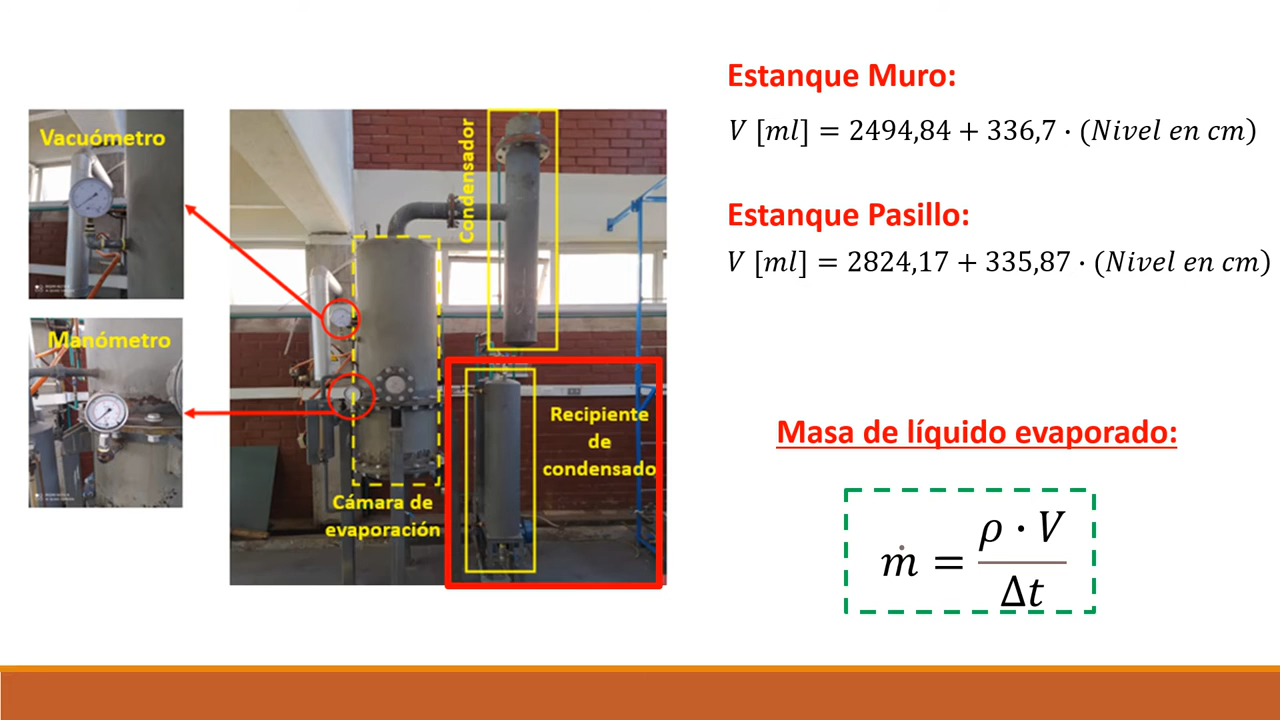 Vacuómetro
Manómetro
Condensador
Cámara de
evaporación
Recipiente
de
condensado
Estanque Muro:
V [ml] = 2494,84 + 336,7 · (Nivel en cm)
Estanque Pasillo:
V [ml] = 2824,17 + 335,87 · (Nivel en cm)
Masa de líquido evaporado:
ṁ = ρ · V / Δt